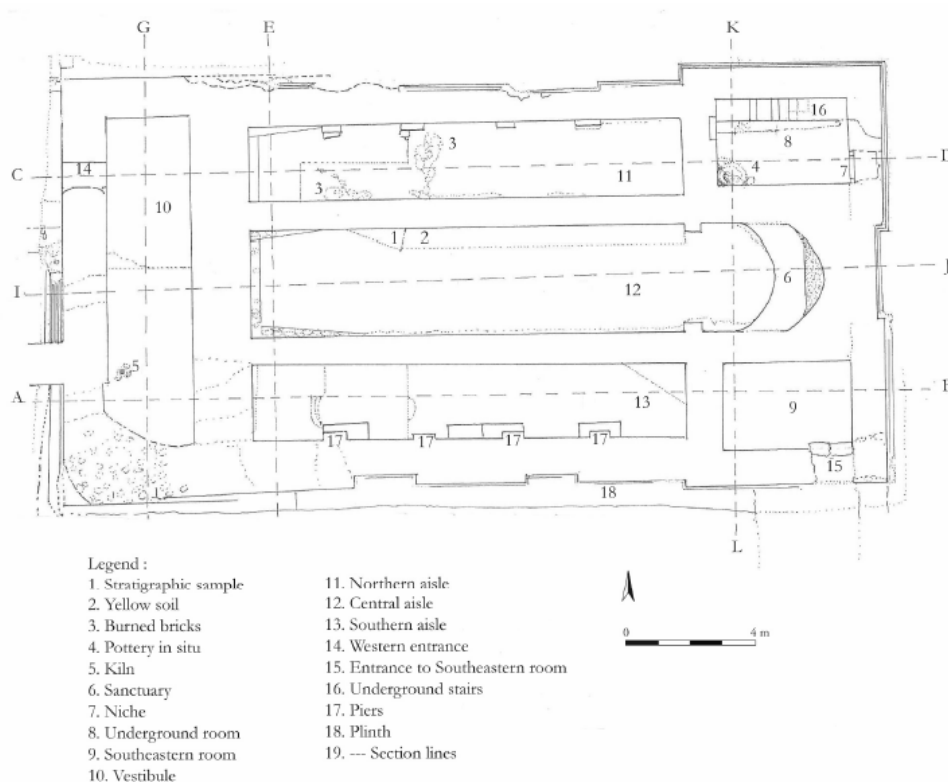 G E K
16
3 8
C 14 3 4 7 D
11
10
1 2
I 12 6 J
5
A 13 9 B
17 17 17 17
15
18
L
Legend :
1. Stratigraphic sample
2. Yellow soil
3. Burned bricks
4. Pottery in situ
5. Kiln
6. Sanctuary
7. Niche
8. Underground room
9. Southeastern room
10. Vestibule
11. Northern aisle
12. Central aisle
13. Southern aisle
14. Western entrance
15. Entrance to Southeastern room
16. Underground stairs
17. Piers
18. Plinth
19. --- Section lines
0 4 m